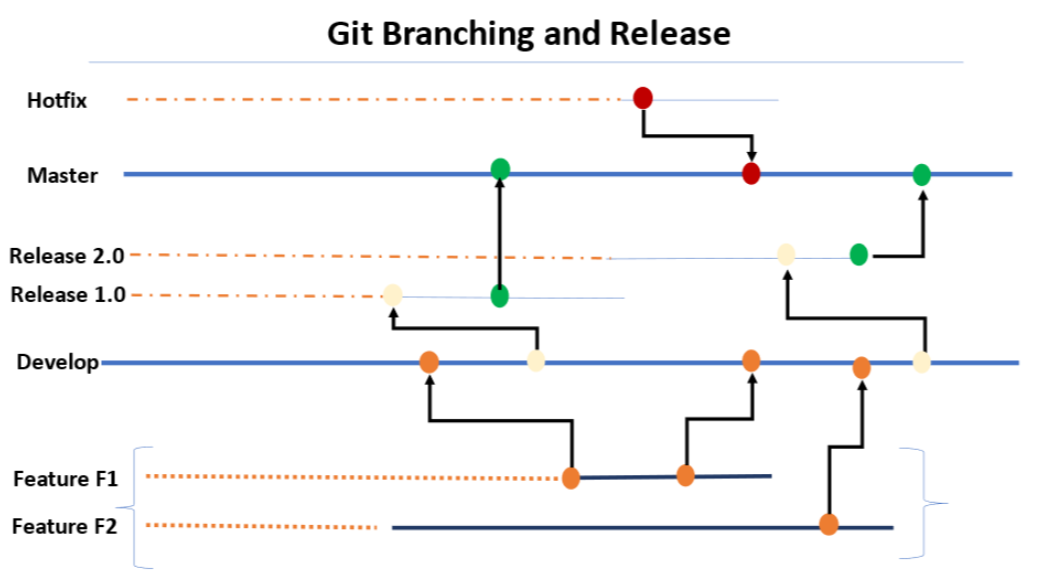 Git Branching and Release
Hotfix
Master
Release 2.0
Release 1.0
Develop
Feature F1
Feature F2